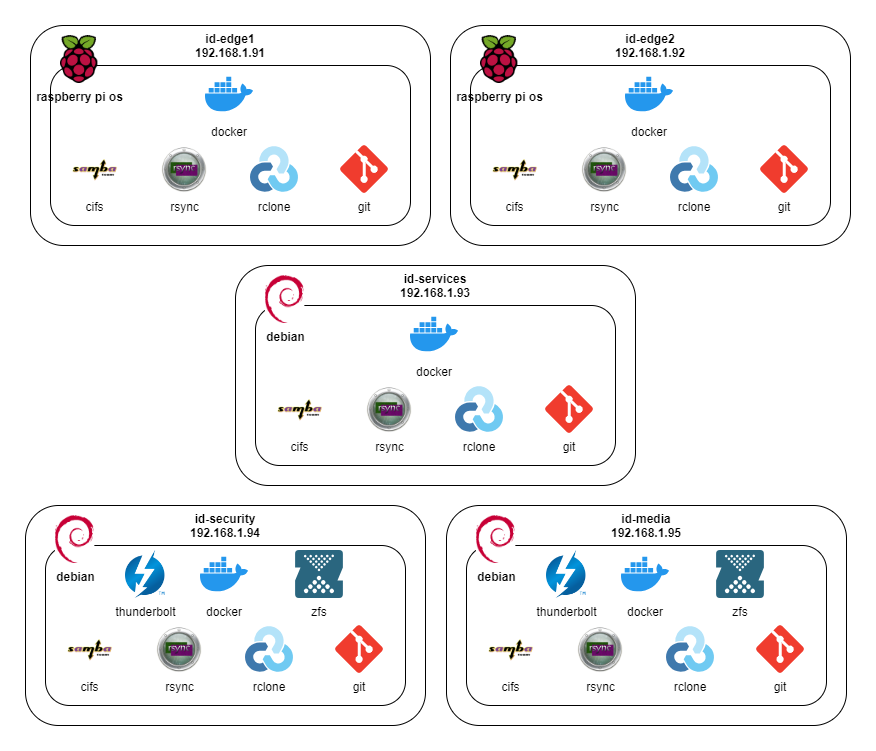 id-edge1
192.168.1.91
raspberry pi os
docker
samba
rsync
cifs
rsync
rclone
git
id-edge2
192.168.1.92
raspberry pi os
docker
samba
rsync
cifs
rsync
rclone
git
id-services
192.168.1.93
debian
docker
samba
rsync
cifs
rsync
rclone
git
id-security
192.168.1.94
debian
TM
thunderbolt
docker
zfs
samba
rsync
cifs
rsync
rclone
git
id-media
192.168.1.95
debian
TM
thunderbolt
docker
zfs
samba
rsync
cifs
rsync
rclone
git